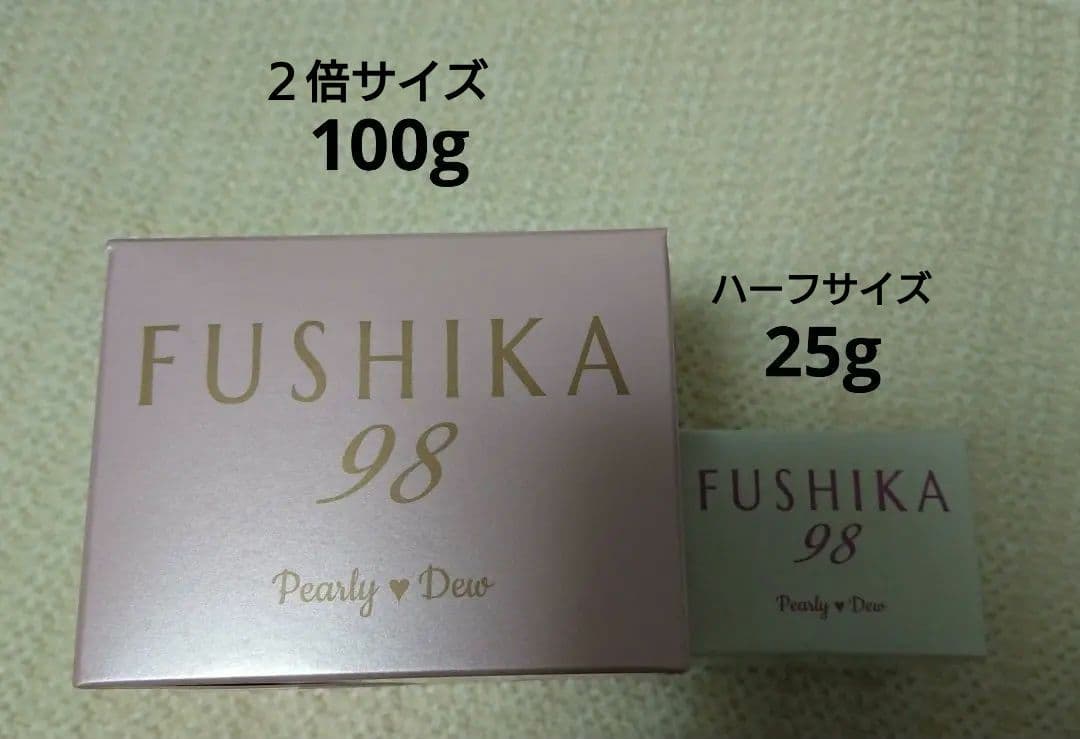 ２倍サイズ
100g
FUSHIKA
98
Pearly ♥ Dew
ハーフサイズ
25g
FUSHIKA
98
Pearly ♥ Dew